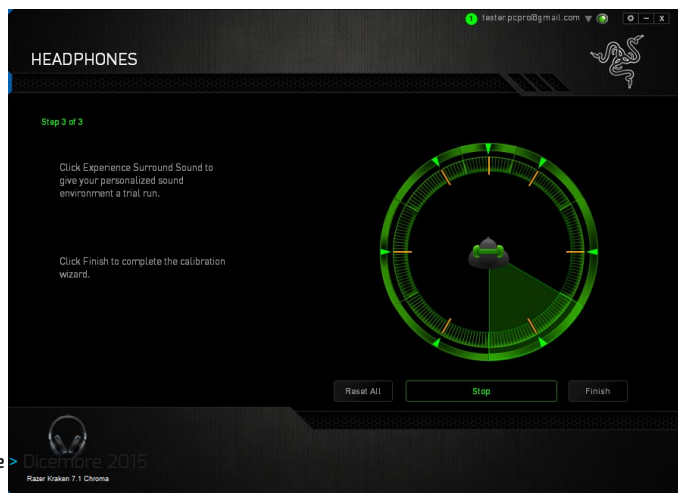 1 tester.pcpro@gmail.com
HEADPHONES
Step 3 of 3
Click Experience Surround Sound to
give your personalized sound
environment a trial run.
Click Finish to complete the calibration
wizard.
Reset All
Stop
Finish
e > Dicembre 2015
Razer Kraken 7.1 Chroma